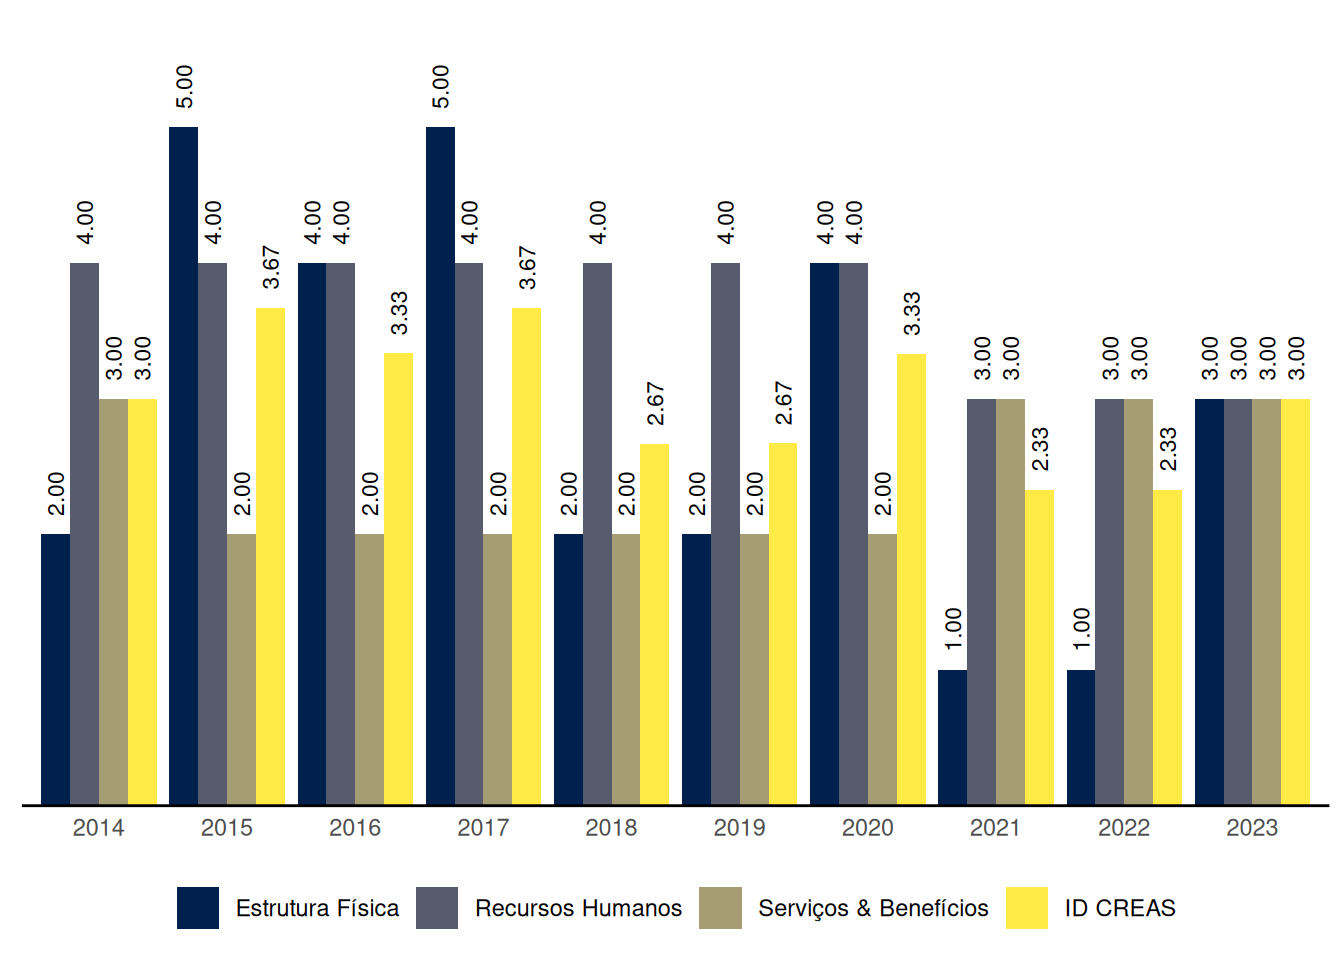 5.00 5.00
4.00 4.00 4.00 4.00 4.00 4.00 4.00 4.00 4.00
3.67 3.67
3.33 3.33
3.00 3.00 3.00 3.00 3.00 3.00 3.00 3.00 3.00 3.00
2.67 2.67
2.33 2.33
2.00 2.00 2.00 2.00 2.00 2.00 2.00 2.00 2.00
1.00 1.00
2014 2015 2016 2017 2018 2019 2020 2021 2022 2023
Estrutura Física Recursos Humanos Serviços & Benefícios ID CREAS